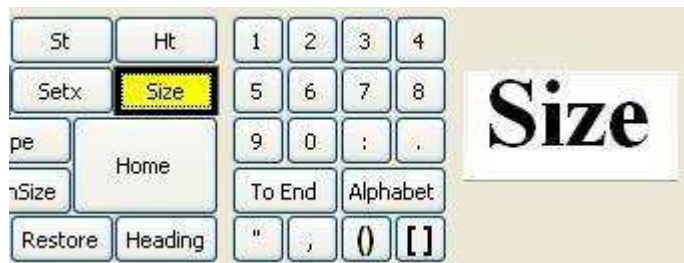 St Ht 1 2 3 4
Setx Size 5 6 7 8 Size
pe 9 0 : .
Home
nSize To End Alphabet
Restore Heading " , () []